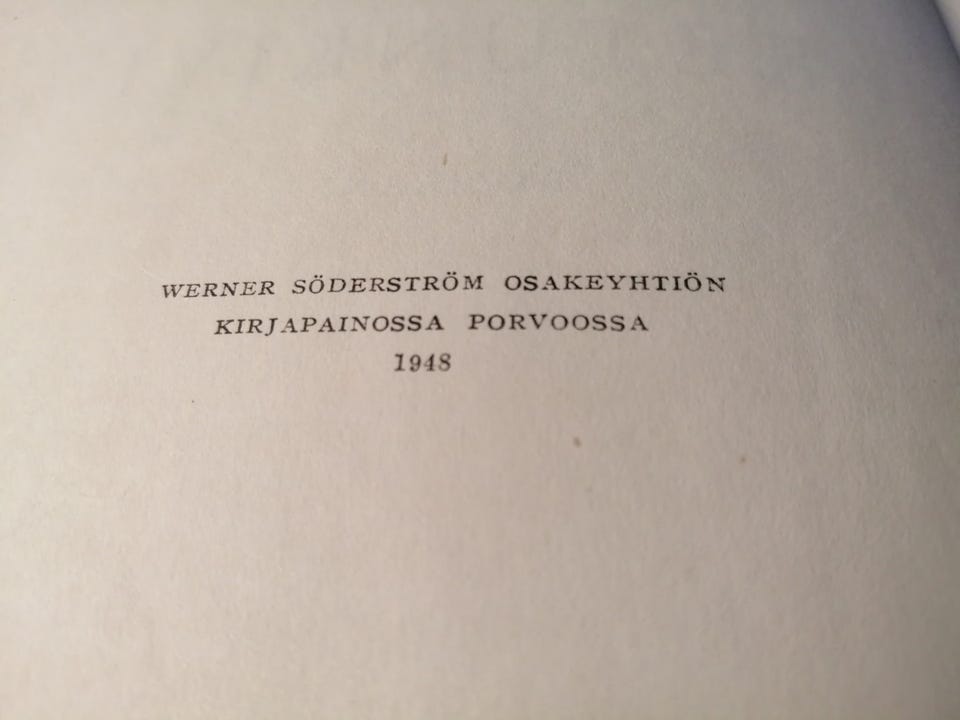 WERNER SÖDERSTRÖM OSAKEYHTIÖN
KIRJAPAINOSSA PORVOOSSA
1948